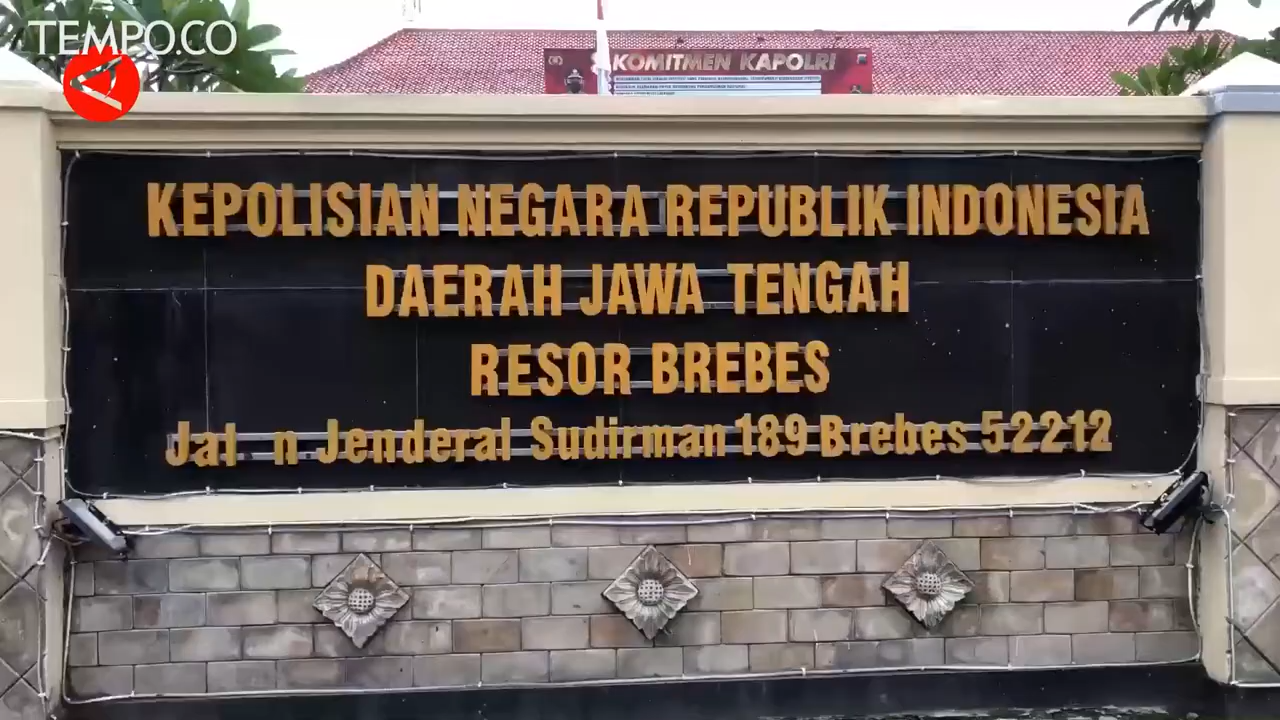 TEMPO.CO
KOMITMEN KAPOLRI
KEPOLISIAN NEGARA REPUBLIK INDONESIA
DAERAH JAWA TENGAH
RESOR BREBES
Jal n Jenderal Sudirman 189 Brebes 52212